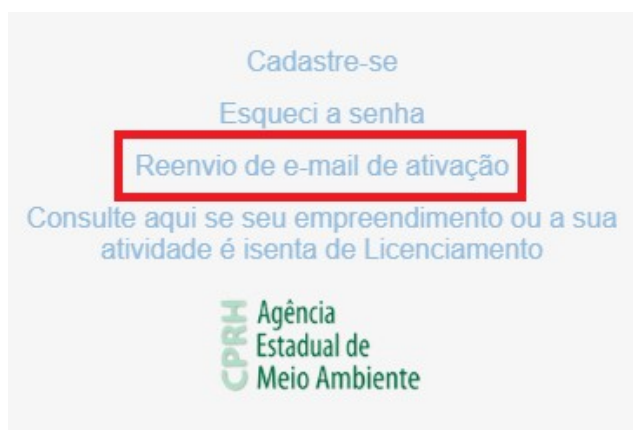 Cadastre-se
Esqueci a senha
Reenvio de e-mail de ativação
Consulte aqui se seu empreendimento ou a sua
atividade é isenta de Licenciamento
CPRH
Agência
Estadual de
Meio Ambiente